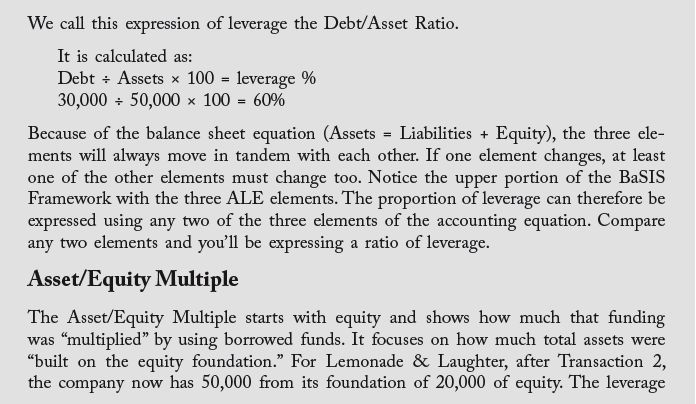 We call this expression of leverage the Debt/Asset Ratio.
It is calculated as:
Debt ÷ Assets × 100 = leverage %
30,000 ÷ 50,000 × 100 = 60%
Because of the balance sheet equation (Assets = Liabilities + Equity), the three ele-
ments will always move in tandem with each other. If one element changes, at least
one of the other elements must change too. Notice the upper portion of the BaSIS
Framework with the three ALE elements. The proportion of leverage can therefore be
expressed using any two of the three elements of the accounting equation. Compare
any two elements and you'll be expressing a ratio of leverage.
Asset/Equity Multiple
The Asset/Equity Multiple starts with equity and shows how much that funding
was “multiplied” by using borrowed funds. It focuses on how much total assets were
“built on the equity foundation.” For Lemonade & Laughter, after Transaction 2,
the company now has 50,000 from its foundation of 20,000 of equity. The leverage